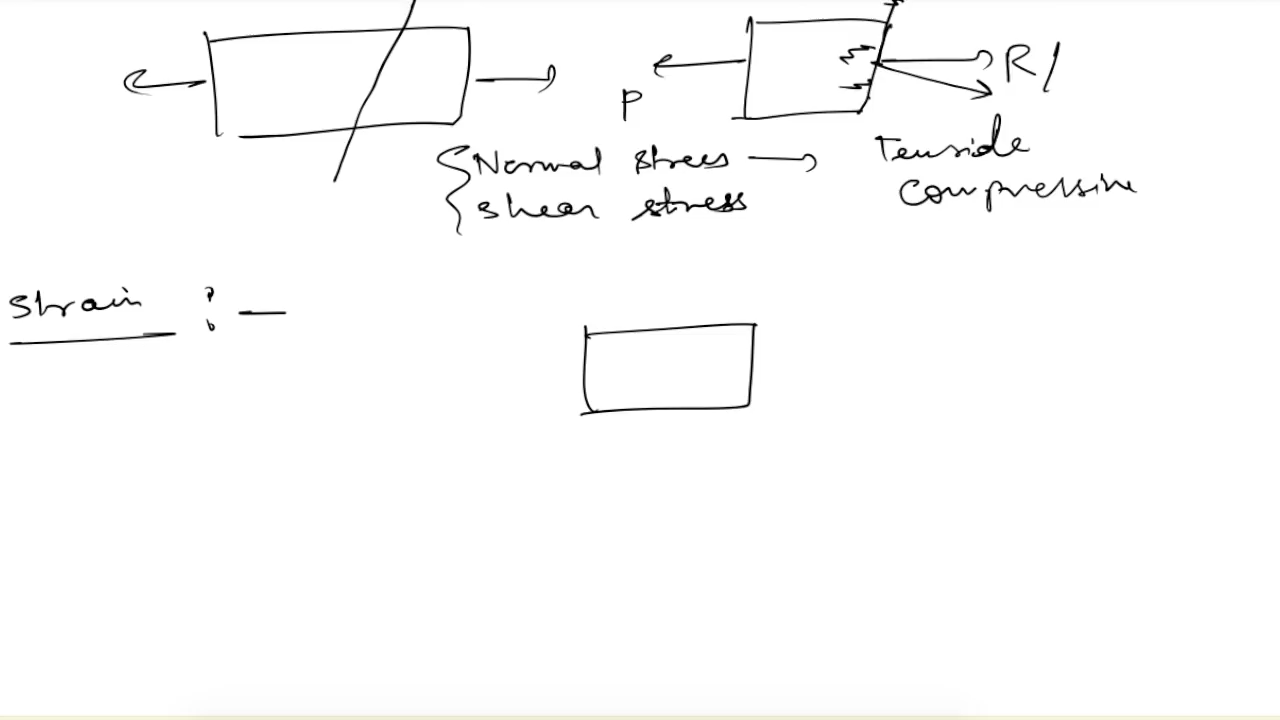 P
R
Normal stress → Tensile
shear stress compressive
Strain : —